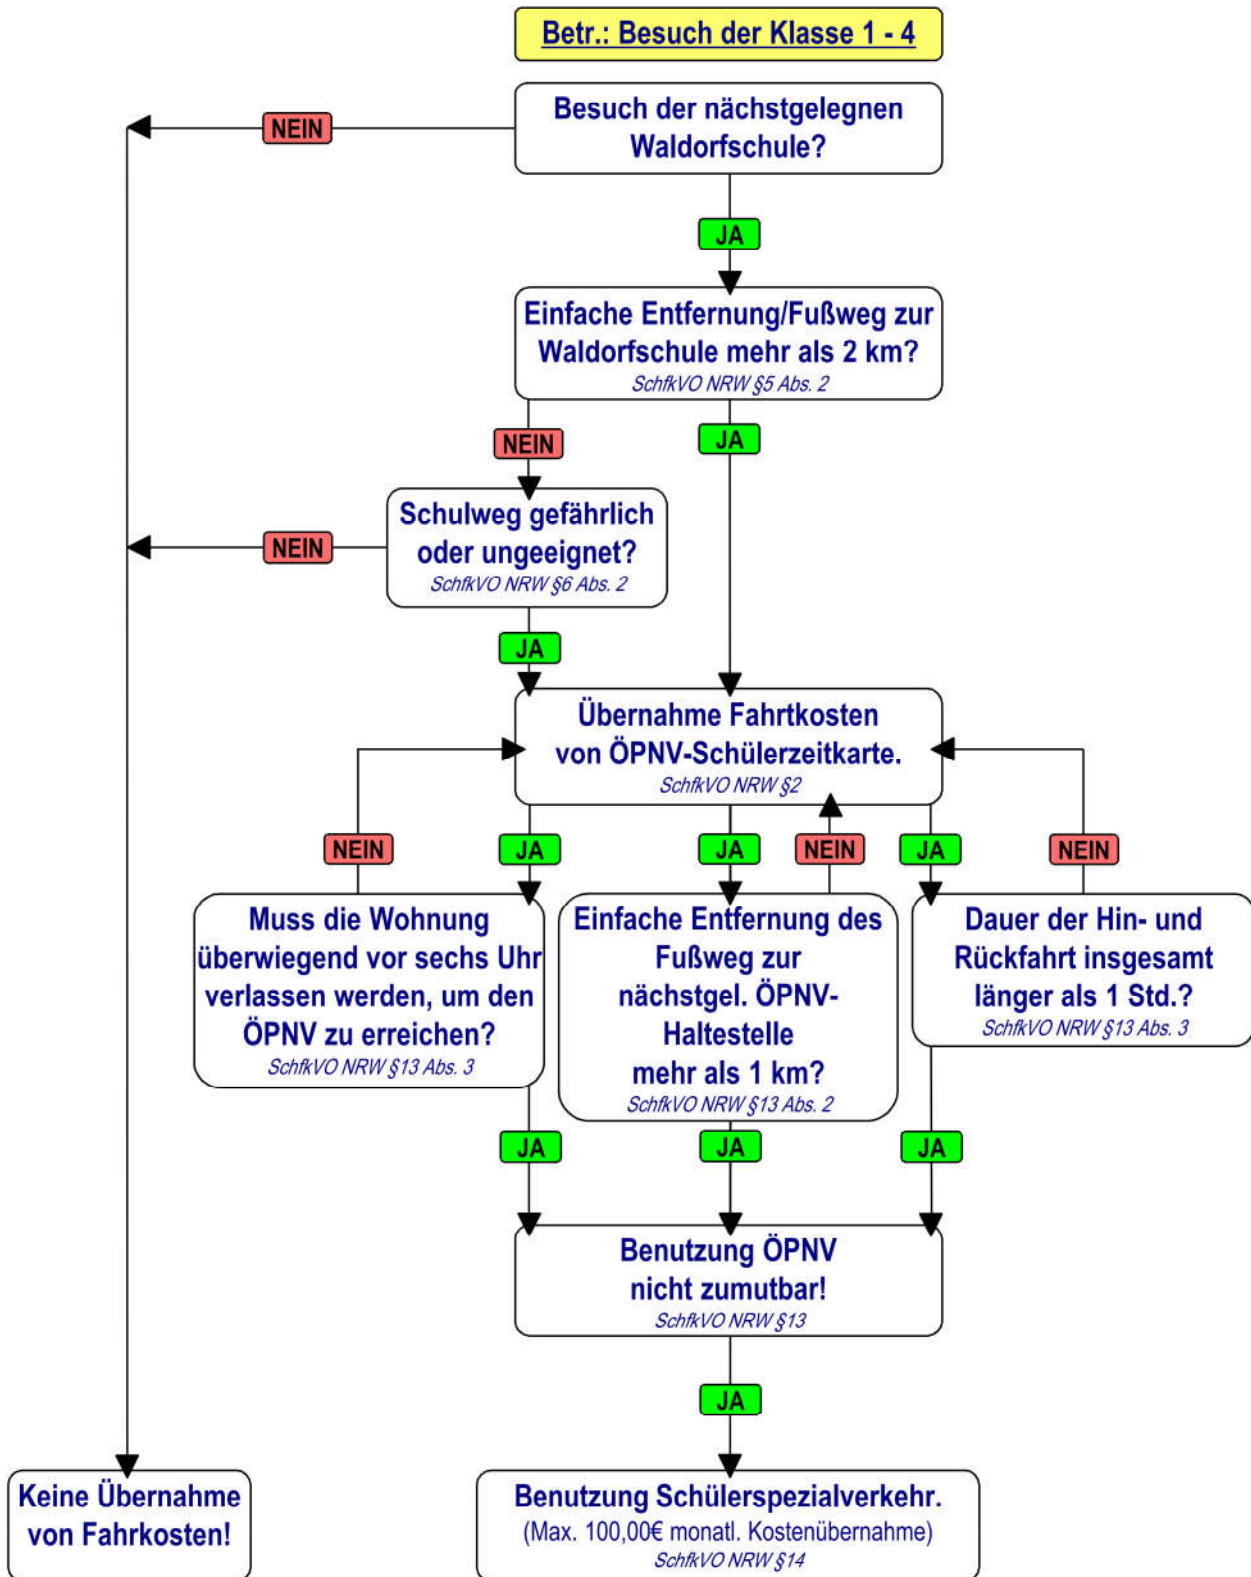 Betr.: Besuch der Klasse 1 - 4
Besuch der nächstgelegnen
Waldorfschule?
NEIN
JA
Einfache Entfernung/Fußweg zur
Waldorfschule mehr als 2 km?
SchfkVO NRW §5 Abs. 2
NEIN
JA
Schulweg gefährlich
oder ungeeignet?
SchfkVO NRW §6 Abs. 2
NEIN
JA
Übernahme Fahrtkosten
von ÖPNV-Schülerzeitkarte.
SchfkVO NRW §2
NEIN
JA
JA
NEIN
JA
NEIN
Muss die Wohnung
überwiegend vor sechs Uhr
verlassen werden, um den
ÖPNV zu erreichen?
SchfkVO NRW §13 Abs. 3
Einfache Entfernung des
Fußweg zur
nächstgel. ÖPNV-
Haltestelle
mehr als 1 km?
SchfkVO NRW §13 Abs. 2
Dauer der Hin- und
Rückfahrt insgesamt
länger als 1 Std.?
SchfkVO NRW §13 Abs. 3
JA
JA
JA
Benutzung ÖPNV
nicht zumutbar!
SchfkVO NRW §13
JA
Keine Übernahme
von Fahrkosten!
Benutzung Schülerspezialverkehr.
(Max. 100,00€ monatl. Kostenübernahme)
SchfkVO NRW §14